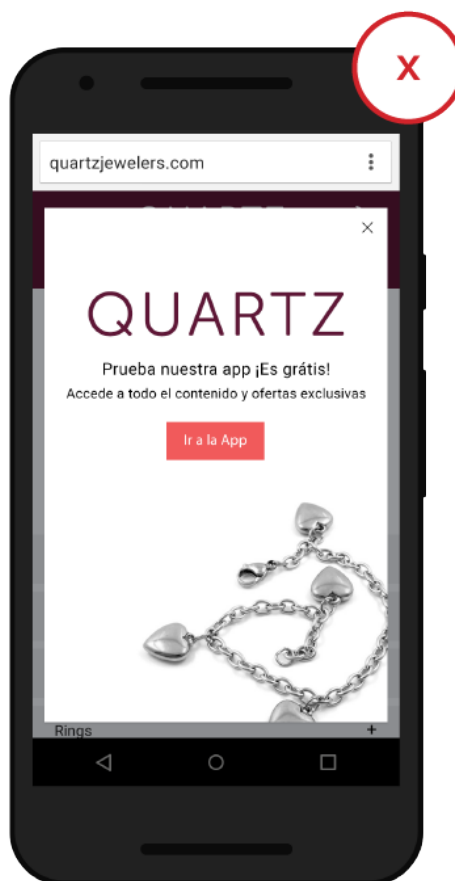 X
quartzjewelers.com
QUARTZ
Prueba nuestra app ¡Es grátis!
Accede a todo el contenido y ofertas exclusivas
Ir a la App
Rings +